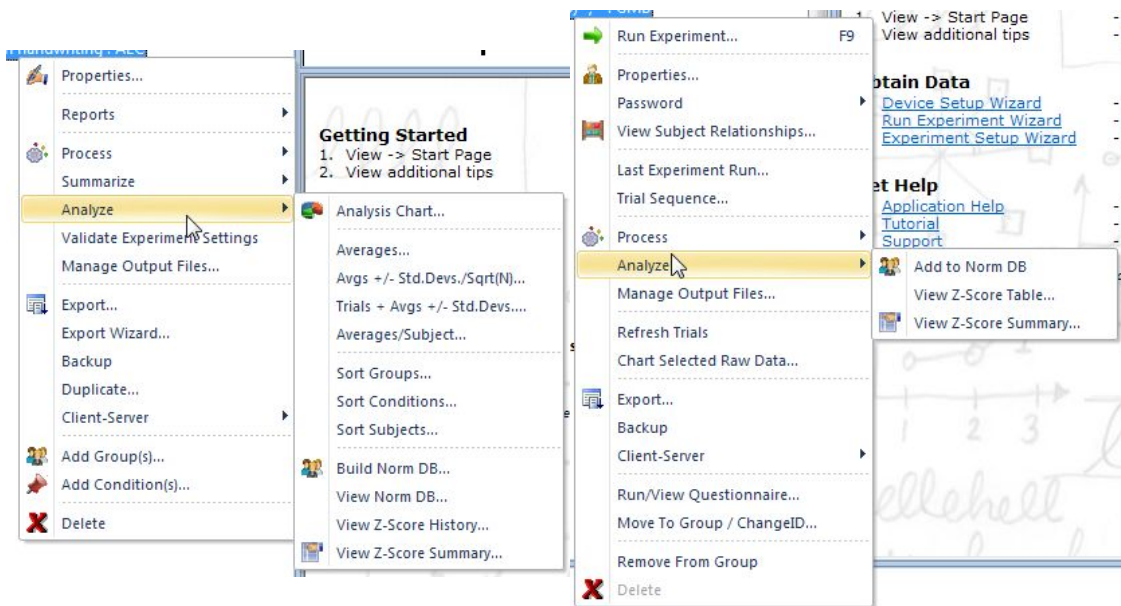 handwriting : AEC
Properties...
Reports
Process
Summarize
Analyze
Validate Experiment Settings
Manage Output Files...
Export...
Export Wizard...
Backup
Duplicate...
Client-Server
Add Group(s)...
Add Condition(s)...
Delete
Getting Started
1. View -> Start Page
2. View additional tips
Analysis Chart...
Averages...
Avgs +/- Std.Devs./Sqrt(N)...
Trials + Avgs +/- Std.Devs....
Averages/Subject...
Sort Groups...
Sort Conditions...
Sort Subjects...
Build Norm DB...
View Norm DB...
View Z-Score History...
View Z-Score Summary...
Run Experiment... F9
Properties...
Password
View Subject Relationships...
Last Experiment Run...
Trial Sequence...
Process
Analyze
Manage Output Files...
Refresh Trials
Chart Selected Raw Data...
Export...
Backup
Client-Server
Run/View Questionnaire...
Move To Group / ChangeID...
Remove From Group
Delete
1. View -> Start Page -
View additional tips -
btain Data
Device Setup Wizard -
Run Experiment Wizard -
Experiment Setup Wizard -
et Help
Application Help -
Tutorial -
Support -
Add to Norm DB
View Z-Score Table...
View Z-Score Summary...
1
1 2 3